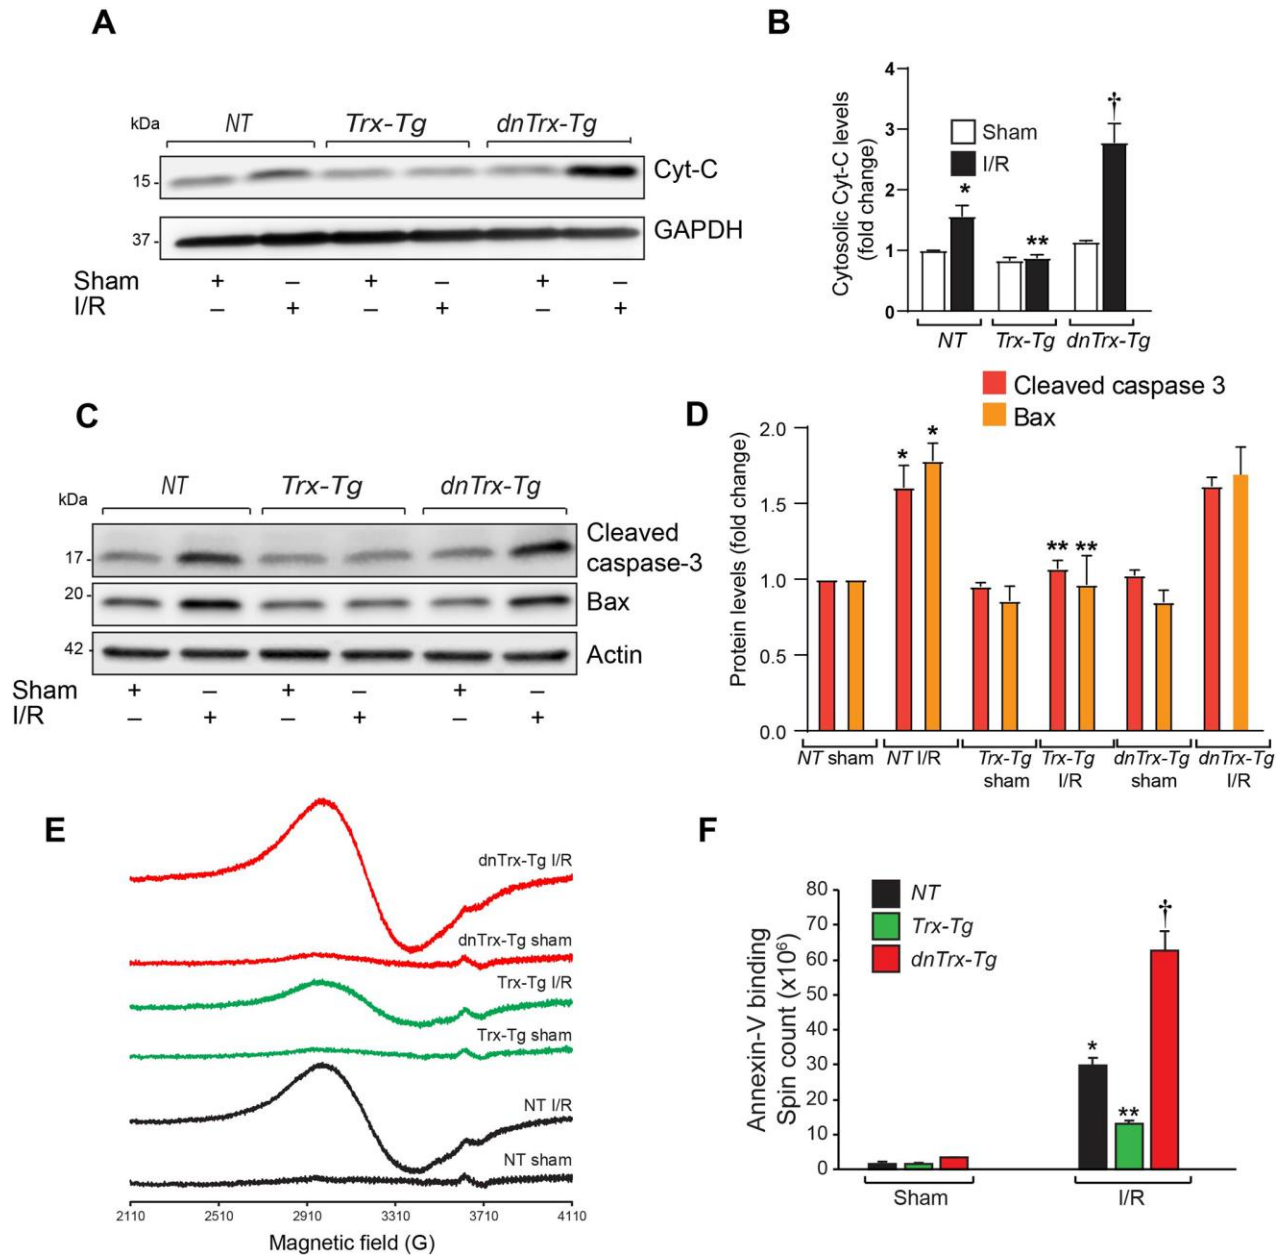 A
kDa
NT Trx-Tg dnTrx-Tg
15 - Cyt-C
37 - GAPDH
Sham + – + – + –
I/R – + – + – +
B
Cytosolic Cyt-C levels
(fold change)
4
3
2
1
0
Sham
I/R
*
**
†
NT Trx-Tg dnTrx-Tg
C
kDa
NT Trx-Tg dnTrx-Tg
17 - Cleaved
caspase-3
20 - Bax
42 - Actin
Sham + – + – + –
I/R – + – + – +
D
Cleaved caspase 3
Bax
Protein levels (fold change)
2.0
1.5
1.0
0.5
0.0
* *
** **
NT sham NT I/R Trx-Tg Trx-Tg dnTrx-Tg dnTrx-Tg
sham I/R sham I/R
E
dnTrx-Tg I/R
dnTrx-Tg sham
Trx-Tg I/R
Trx-Tg sham
NT I/R
NT sham
2110 2510 2910 3310 3710 4110
Magnetic field (G)
F
Annexin-V binding
Spin count (x10⁶)
80
70
60
50
40
30
20
10
0
NT
Trx-Tg
dnTrx-Tg
*
**
†
Sham I/R